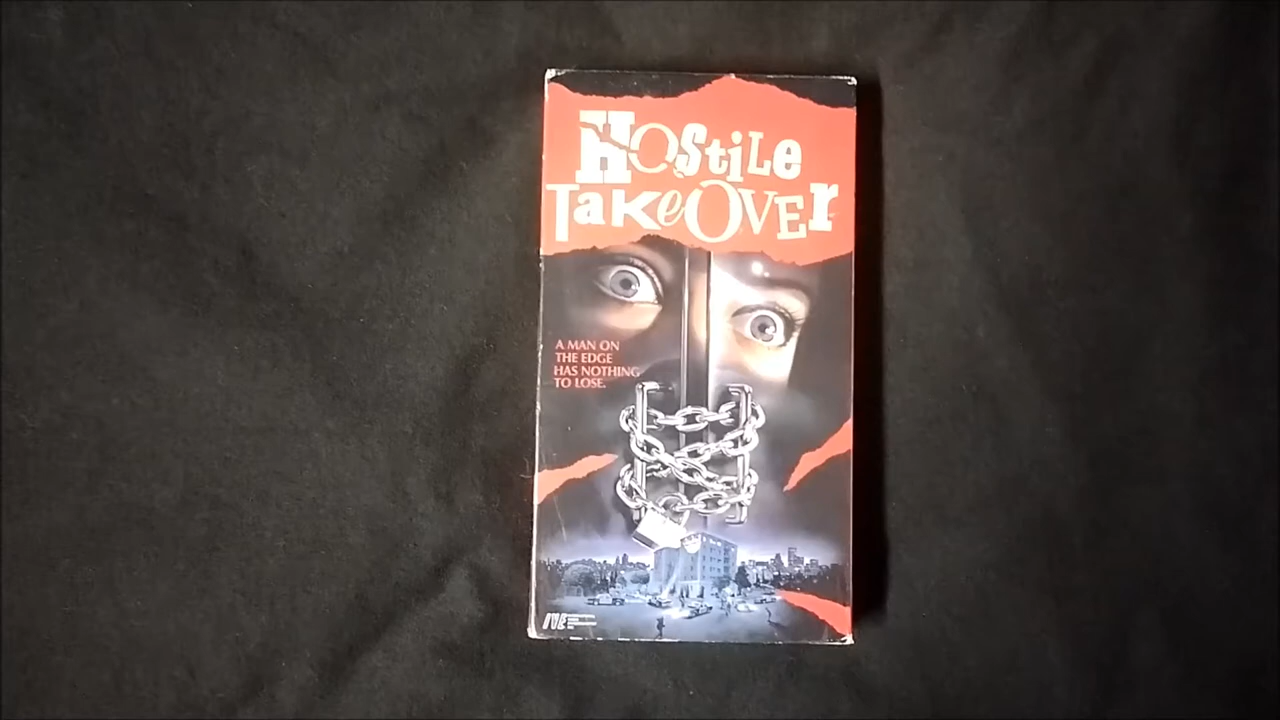 HOStiLE
TaKeOVEr
A MAN ON
THE EDGE
HAS NOTHING
TO LOSE.
IVE